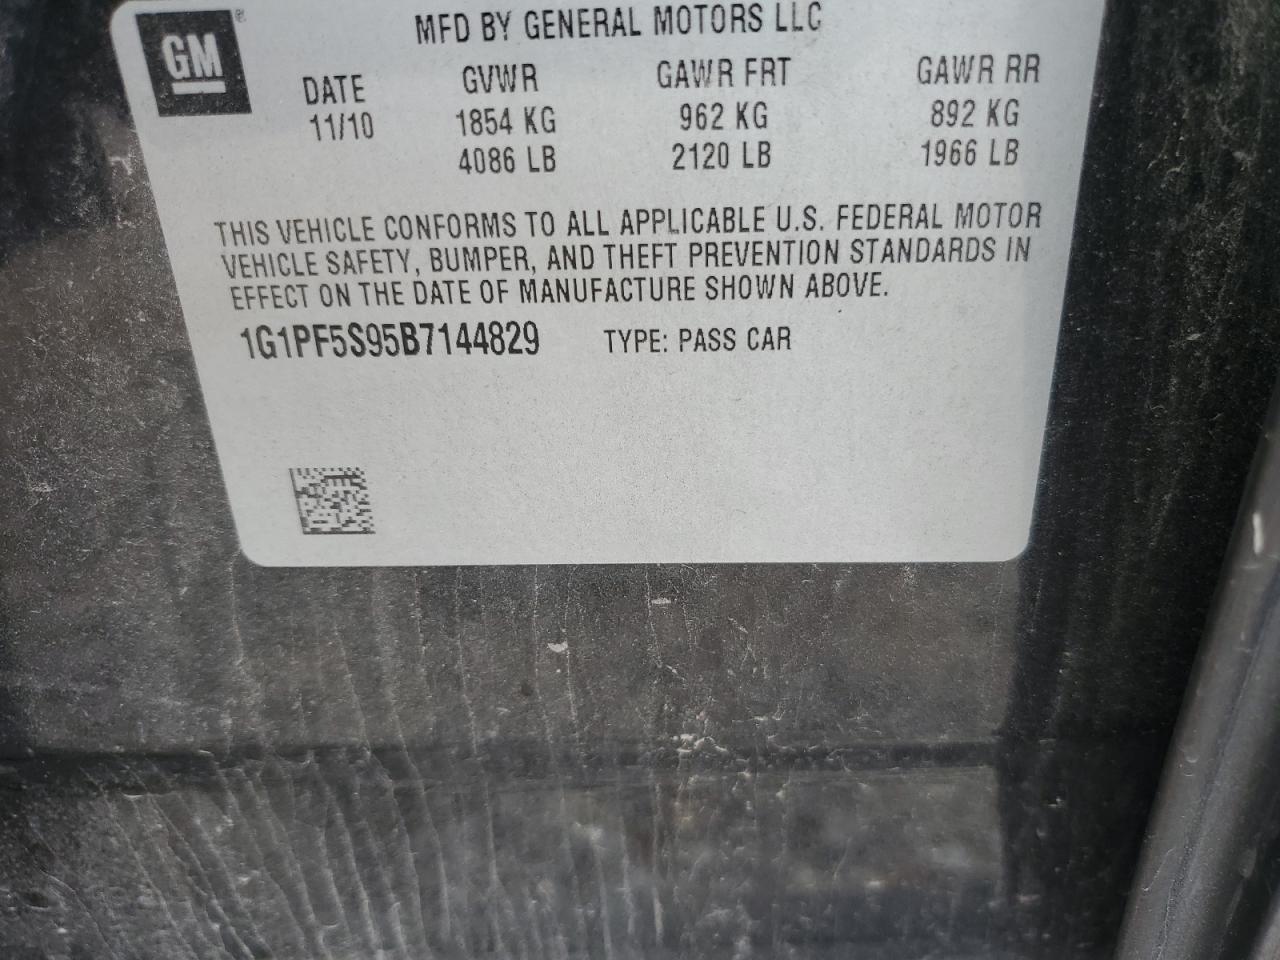 GM ®
MFD BY GENERAL MOTORS LLC
DATE GVWR GAWR FRT GAWR RR
11/10 1854 KG 962 KG 892 KG
4086 LB 2120 LB 1966 LB
THIS VEHICLE CONFORMS TO ALL APPLICABLE U.S. FEDERAL MOTOR
VEHICLE SAFETY, BUMPER, AND THEFT PREVENTION STANDARDS IN
EFFECT ON THE DATE OF MANUFACTURE SHOWN ABOVE.
1G1PF5S95B7144829 TYPE: PASS CAR